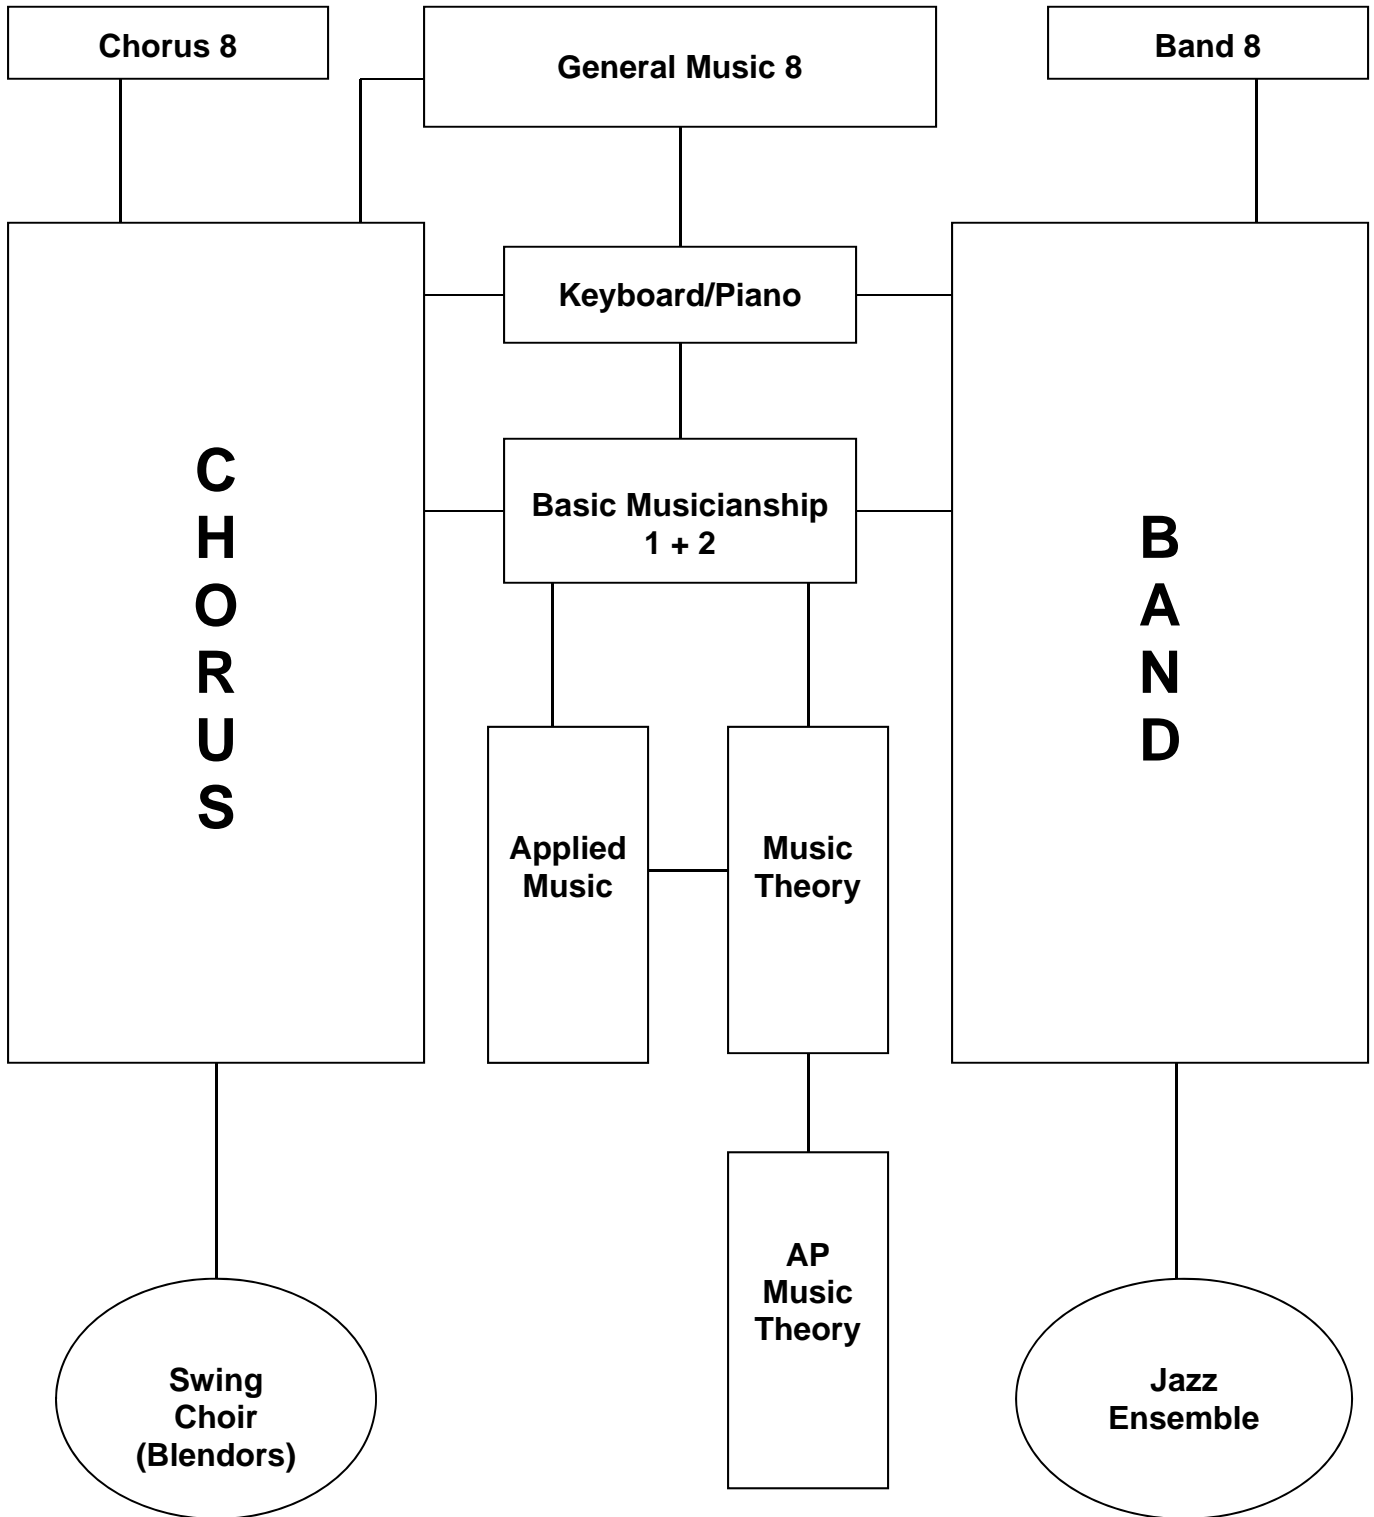 Chorus 8
General Music 8
Band 8
Keyboard/Piano
Basic Musicianship
1 + 2
C
H
O
R
U
S
B
A
N
D
Applied
Music
Music
Theory
AP
Music
Theory
Swing
Choir
(Blendors)
Jazz
Ensemble